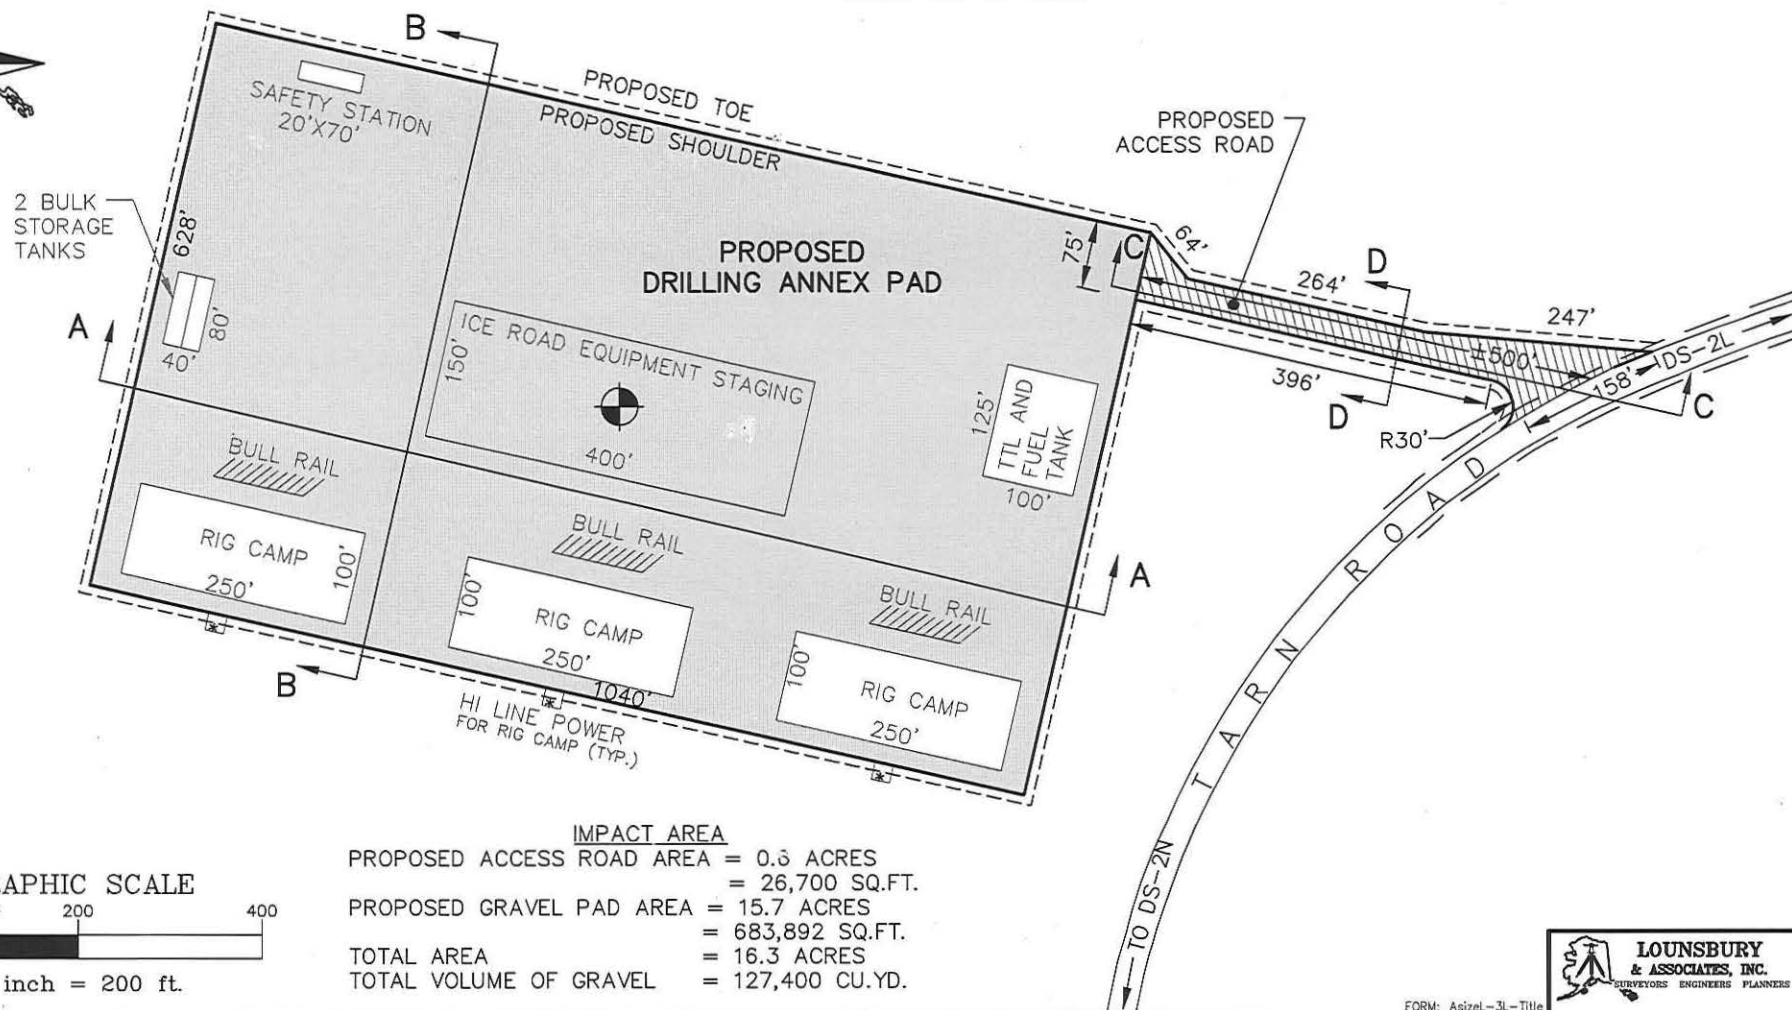 B
PROPOSED TOE
PROPOSED SHOULDER
SAFETY STATION
20'X70'
2 BULK
STORAGE
TANKS
628'
80'
40'
A
PROPOSED
DRILLING ANNEX PAD
75'
C
64'
PROPOSED
ACCESS ROAD
264'
D
247'
ICE ROAD EQUIPMENT STAGING
150'
400'
125'
TTL AND
FUEL
TANK
100'
396'
±500'
158'
DS-2L
D
R30'
C
BULL RAIL
RIG CAMP
250'
100'
BULL RAIL
100'
RIG CAMP
250'
BULL RAIL
100'
RIG CAMP
250'
A
B
1040'
HI LINE POWER
FOR RIG CAMP (TYP.)
TARN ROAD
TO DS-2N
IMPACT AREA
PROPOSED ACCESS ROAD AREA = 0.6 ACRES
= 26,700 SQ.FT.
PROPOSED GRAVEL PAD AREA = 15.7 ACRES
= 683,892 SQ.FT.
TOTAL AREA = 16.3 ACRES
TOTAL VOLUME OF GRAVEL = 127,400 CU.YD.
APHIC SCALE
200 400
inch = 200 ft.
LOUNSBURY
& ASSOCIATES, INC.
SURVEYORS ENGINEERS PLANNERS
FORM: AsizeL-3L-Title